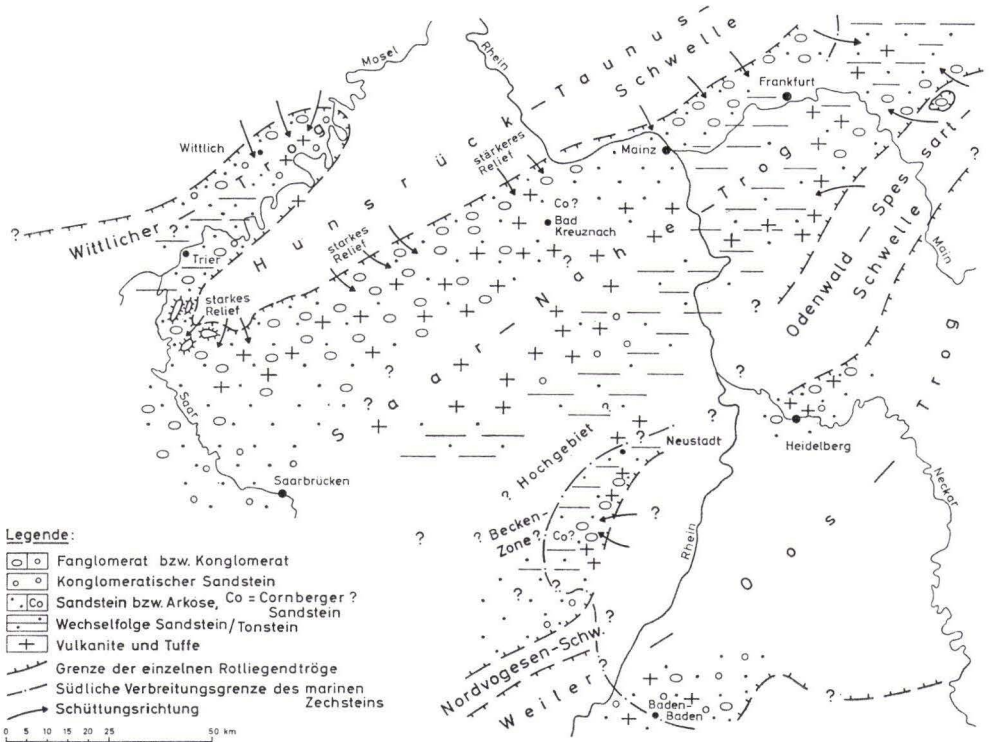 Mosel
Rhein
Hunsrück – Taunus –
Schwelle
Frankfurt
Wittlich
Mainz
stärkeres
Relief
Co?
Bad
Kreuznach
?
?
Wittlicher Trog
?
Trier
starkes
Relief
starkes
Relief
Saar – Nahe – Trog
?
?
?
?
Odenwald – Spessart –
Schwelle
Main
?
?
?
Saar
Saarbrücken
? Hochgebiet
?
?
Neustadt
Heidelberg
Neckar
Oos – Trog
? Becken-
Zone?
Co?
?
?
?
?
?
?
?
Rhein
Nordvogesen-Schw.
Weiler
?
?
Baden-
Baden
Legende:
Fanglomerat bzw. Konglomerat
Konglomeratischer Sandstein
Co Sandstein bzw. Arkose, Co = Cornberger ?
Sandstein
Wechselfolge Sandstein/Tonstein
Vulkanite und Tuffe
Grenze der einzelnen Rotliegendtröge
Südliche Verbreitungsgrenze des marinen
Zechsteins
Schüttungsrichtung
0 5 10 15 20 25 50 km